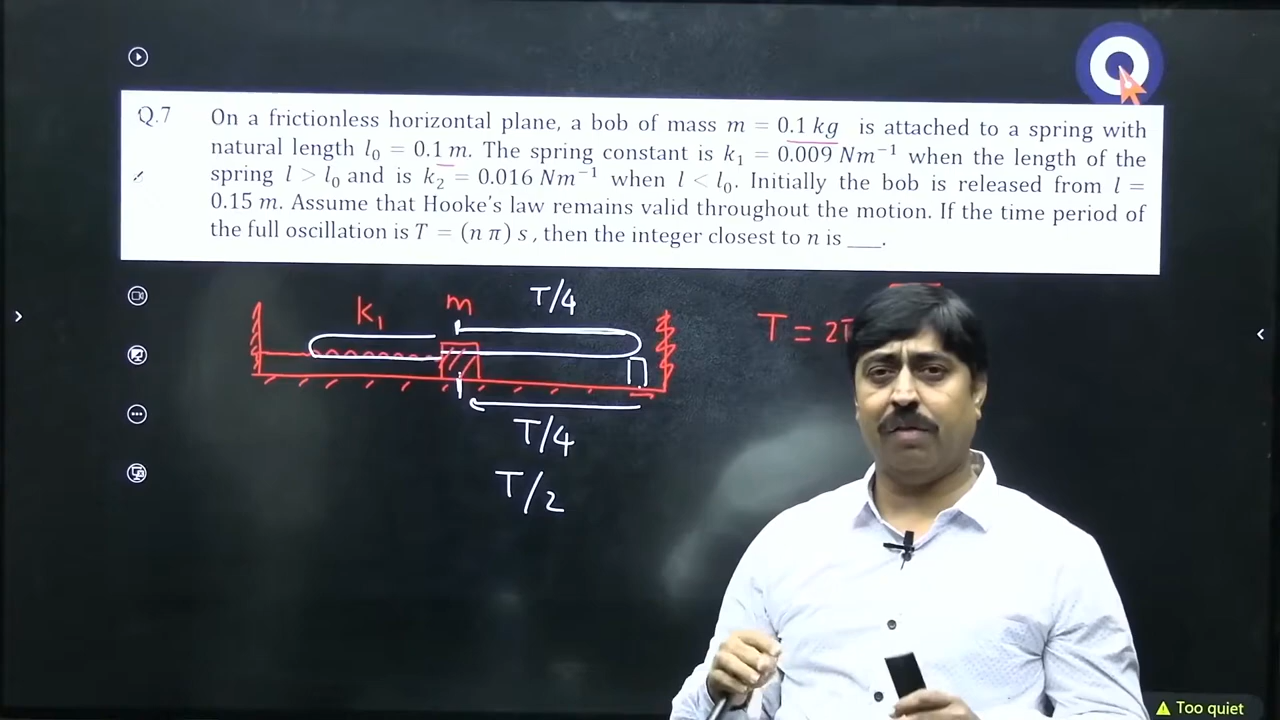 Q.7 On a frictionless horizontal plane, a bob of mass m = 0.1 kg is attached to a spring with
natural length l₀ = 0.1 m. The spring constant is k₁ = 0.009 Nm⁻¹ when the length of the
spring l > l₀ and is k₂ = 0.016 Nm⁻¹ when l < l₀. Initially the bob is released from l =
0.15 m. Assume that Hooke's law remains valid throughout the motion. If the time period of
the full oscillation is T = (n π) s, then the integer closest to n is ___.
k₁ m T/4
T = 2
T/4
T/2
Too quiet